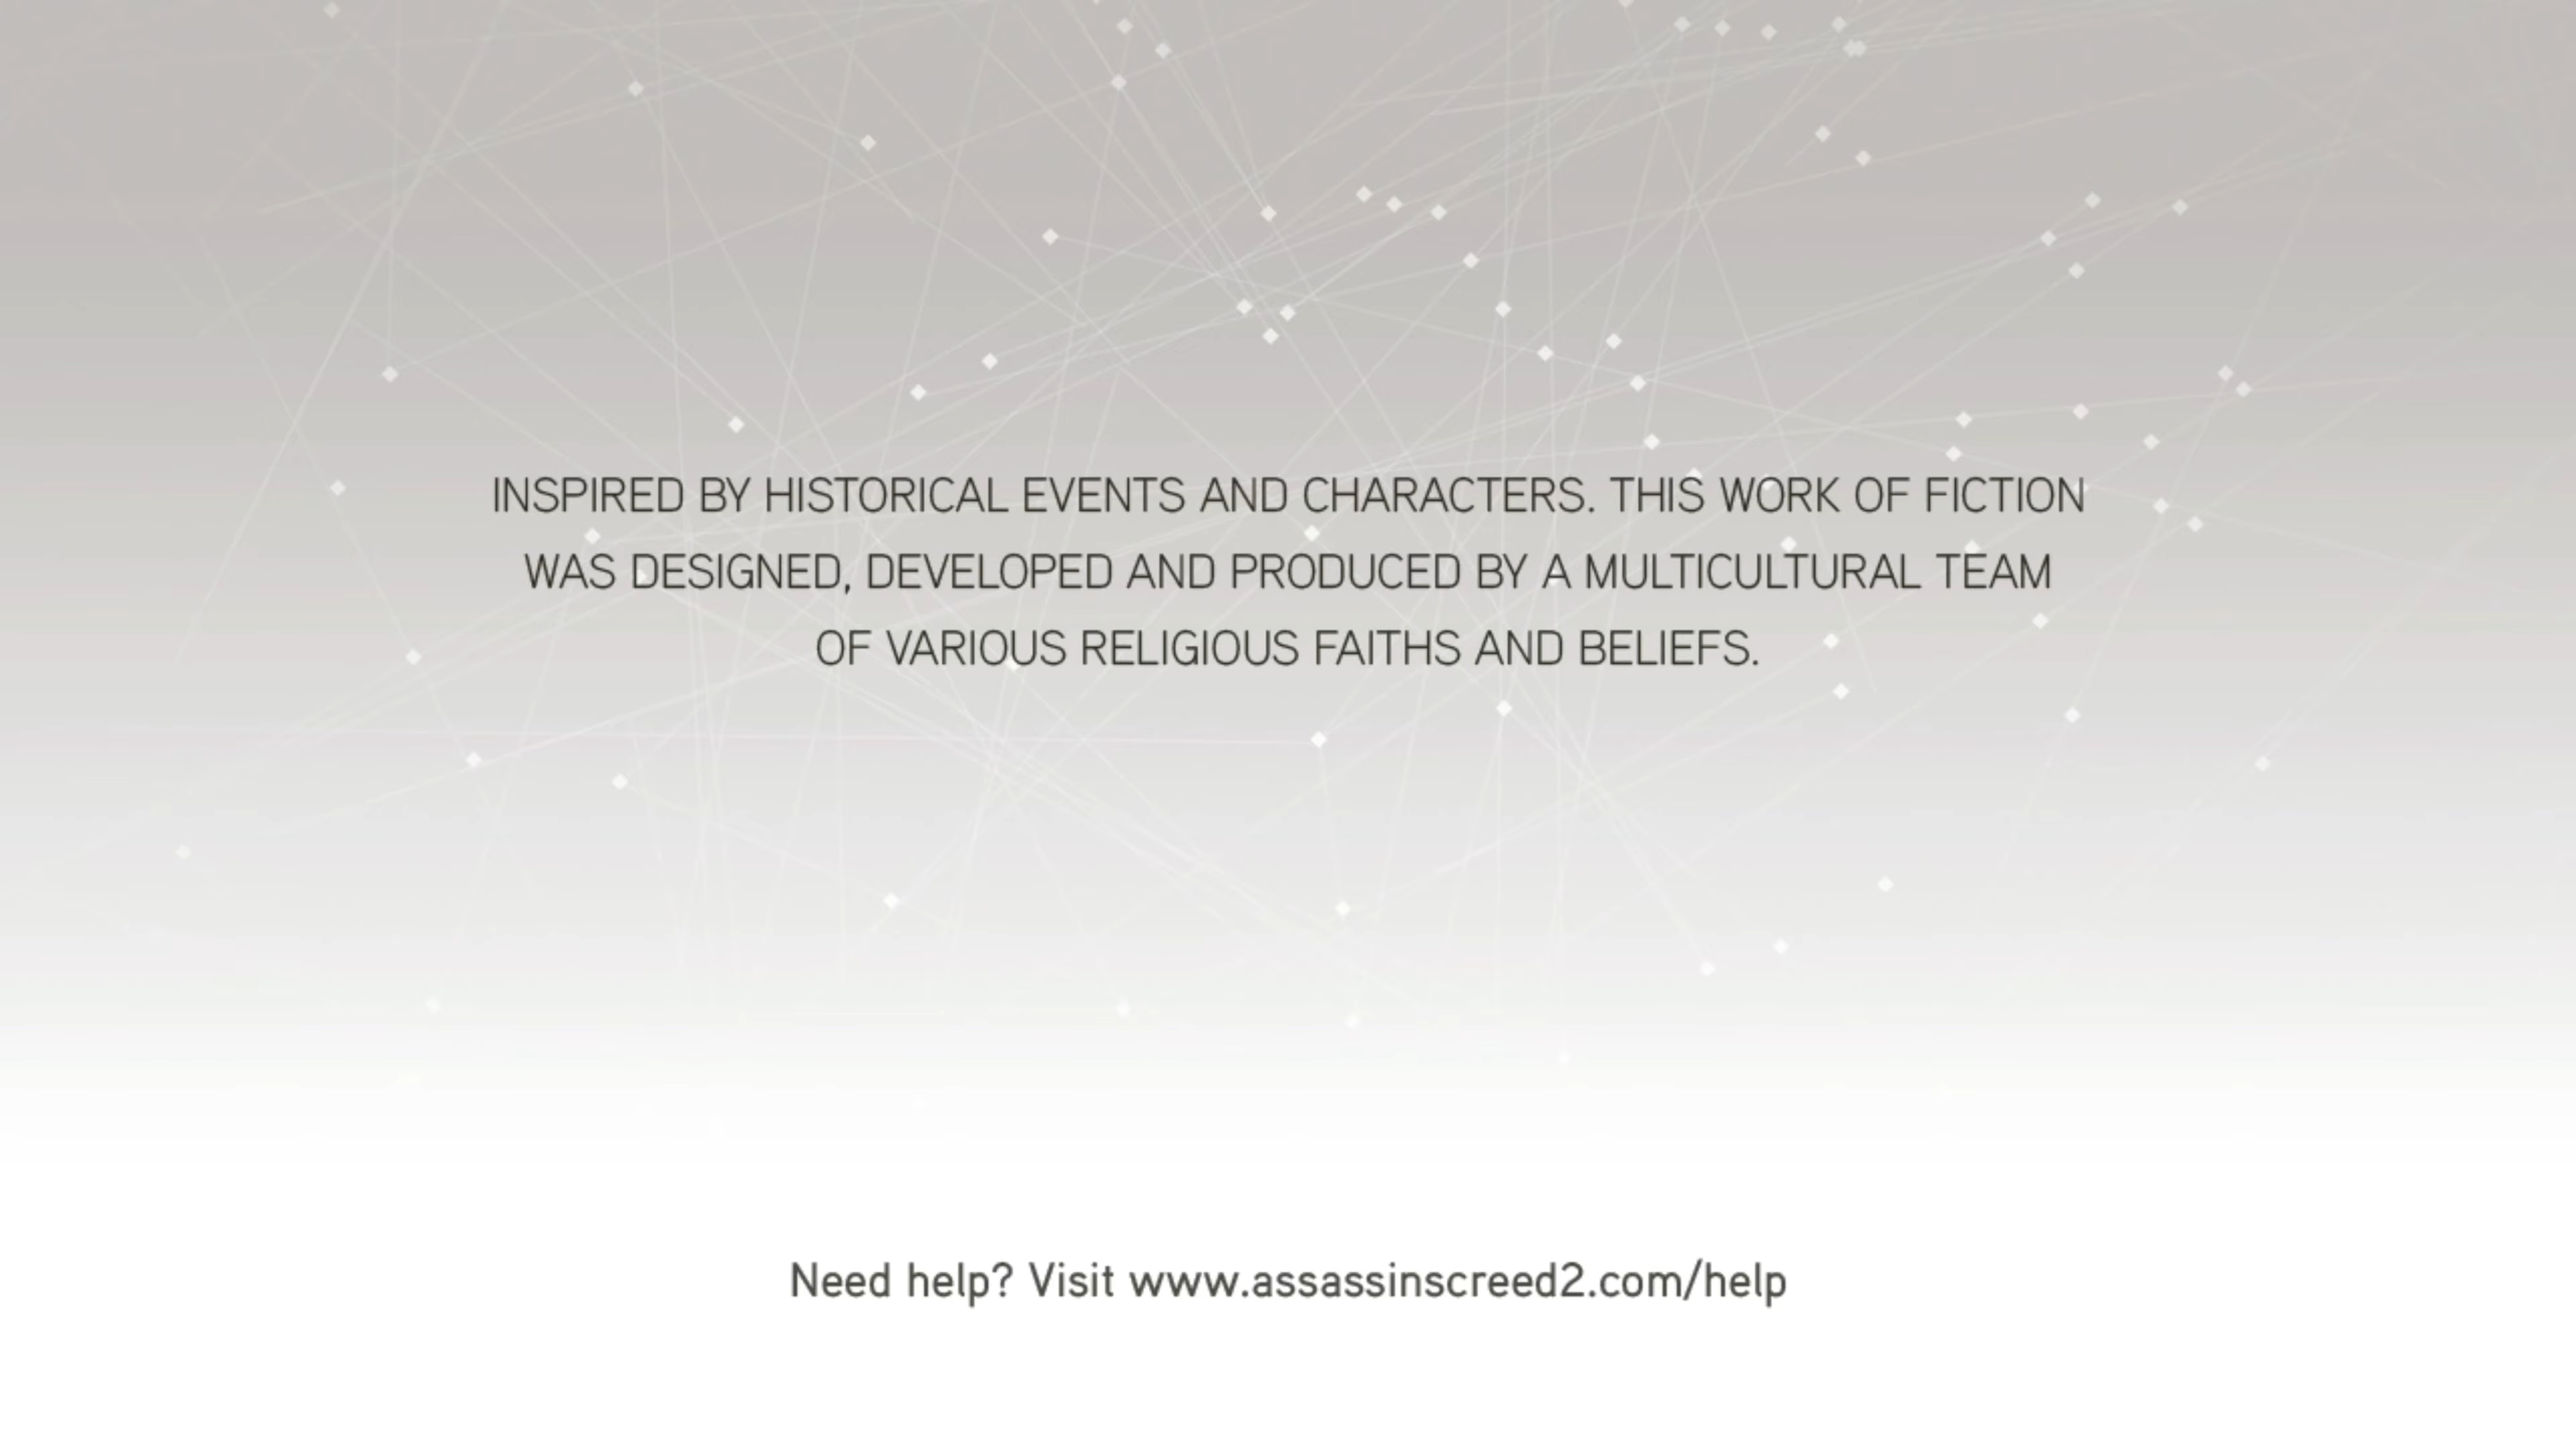 INSPIRED BY HISTORICAL EVENTS AND CHARACTERS. THIS WORK OF FICTION
WAS DESIGNED, DEVELOPED AND PRODUCED BY A MULTICULTURAL TEAM
OF VARIOUS RELIGIOUS FAITHS AND BELIEFS.
Need help? Visit www.assassinscreed2.com/help